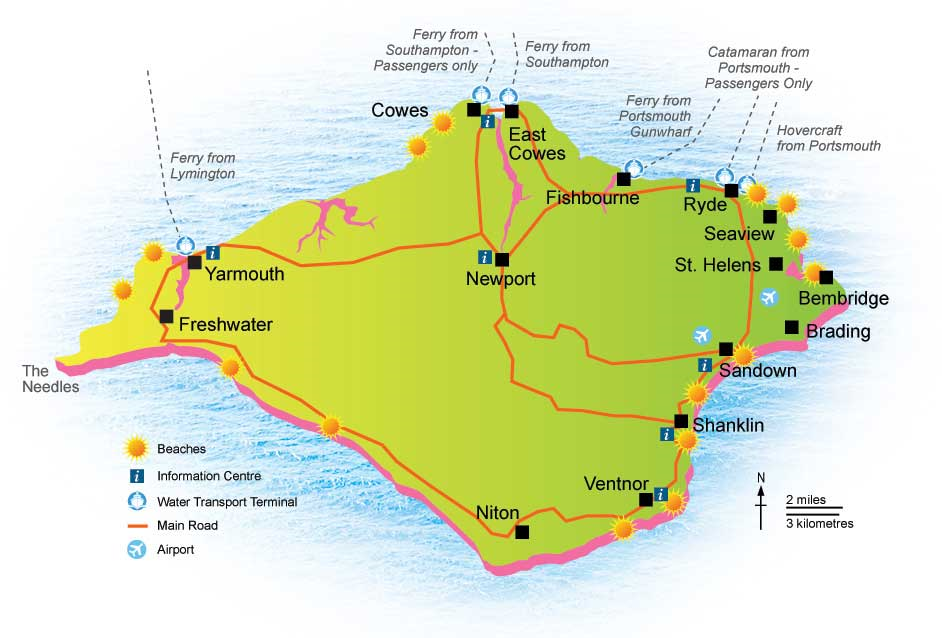 Ferry from
Southampton -
Passengers only
Ferry from
Southampton
Catamaran from
Portsmouth -
Passengers Only
Ferry from
Portsmouth
Gunwharf
Hovercraft
from Portsmouth
Ferry from
Lymington
Cowes
East
Cowes
Fishbourne
Ryde
Seaview
St. Helens
Bembridge
Brading
Yarmouth
Newport
Freshwater
The
Needles
Sandown
Shanklin
Ventnor
Niton
i
i
i
i
i
i
i
i Beaches
Information Centre
Water Transport Terminal
Main Road
Airport
N
2 miles
3 kilometres